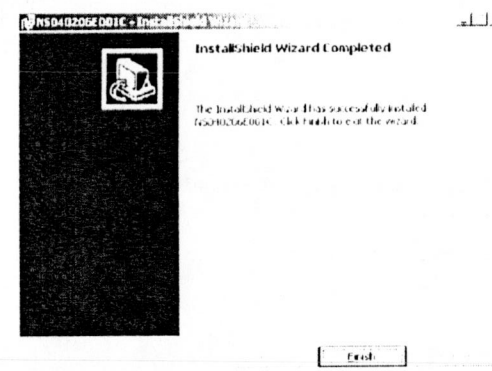 NS040206E001C - InstallShield Wizard
InstallShield Wizard Completed
The InstallShield Wizard has successfully installed
NS040206E001C. Click Finish to exit the wizard.
Finish